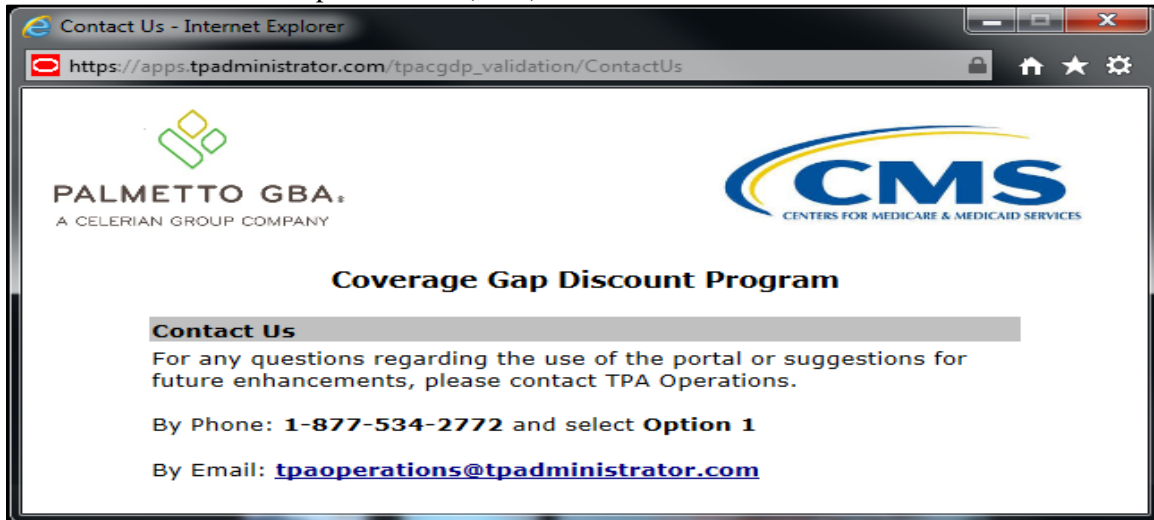 Contact Us - Internet Explorer
https://apps.tpadministrator.com/tpacgdp_validation/ContactUs
PALMETTO GBA®
A CELERIAN GROUP COMPANY
CMS
CENTERS FOR MEDICARE & MEDICAID SERVICES
Coverage Gap Discount Program
Contact Us
For any questions regarding the use of the portal or suggestions for
future enhancements, please contact TPA Operations.
By Phone: 1-877-534-2772 and select Option 1
By Email: tpaoperations@tpadministrator.com